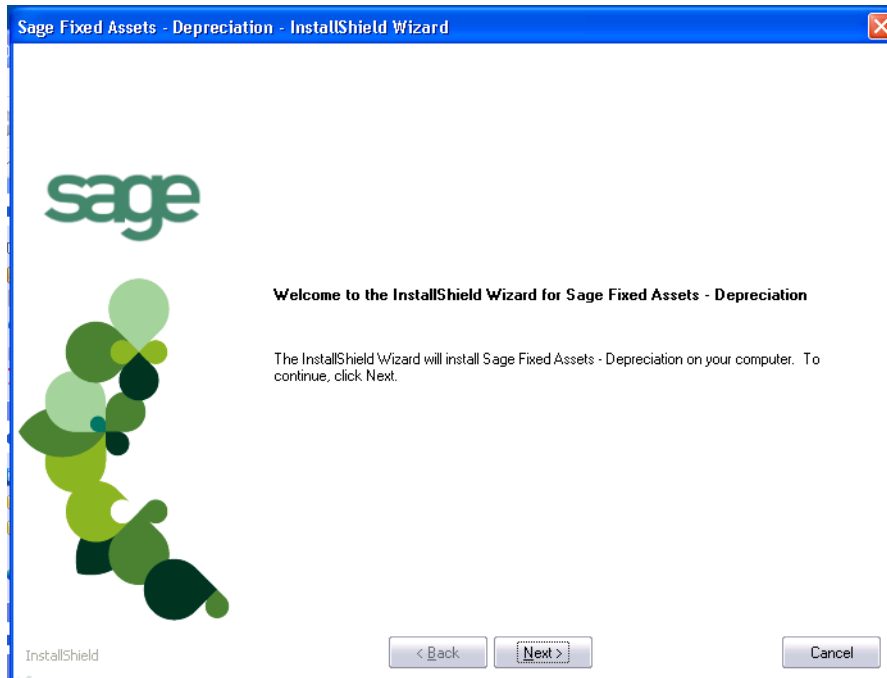 Sage Fixed Assets - Depreciation - InstallShield Wizard
sage
Welcome to the InstallShield Wizard for Sage Fixed Assets - Depreciation
The InstallShield Wizard will install Sage Fixed Assets - Depreciation on your computer.  To
continue, click Next.
InstallShield
< Back
Next >
Cancel